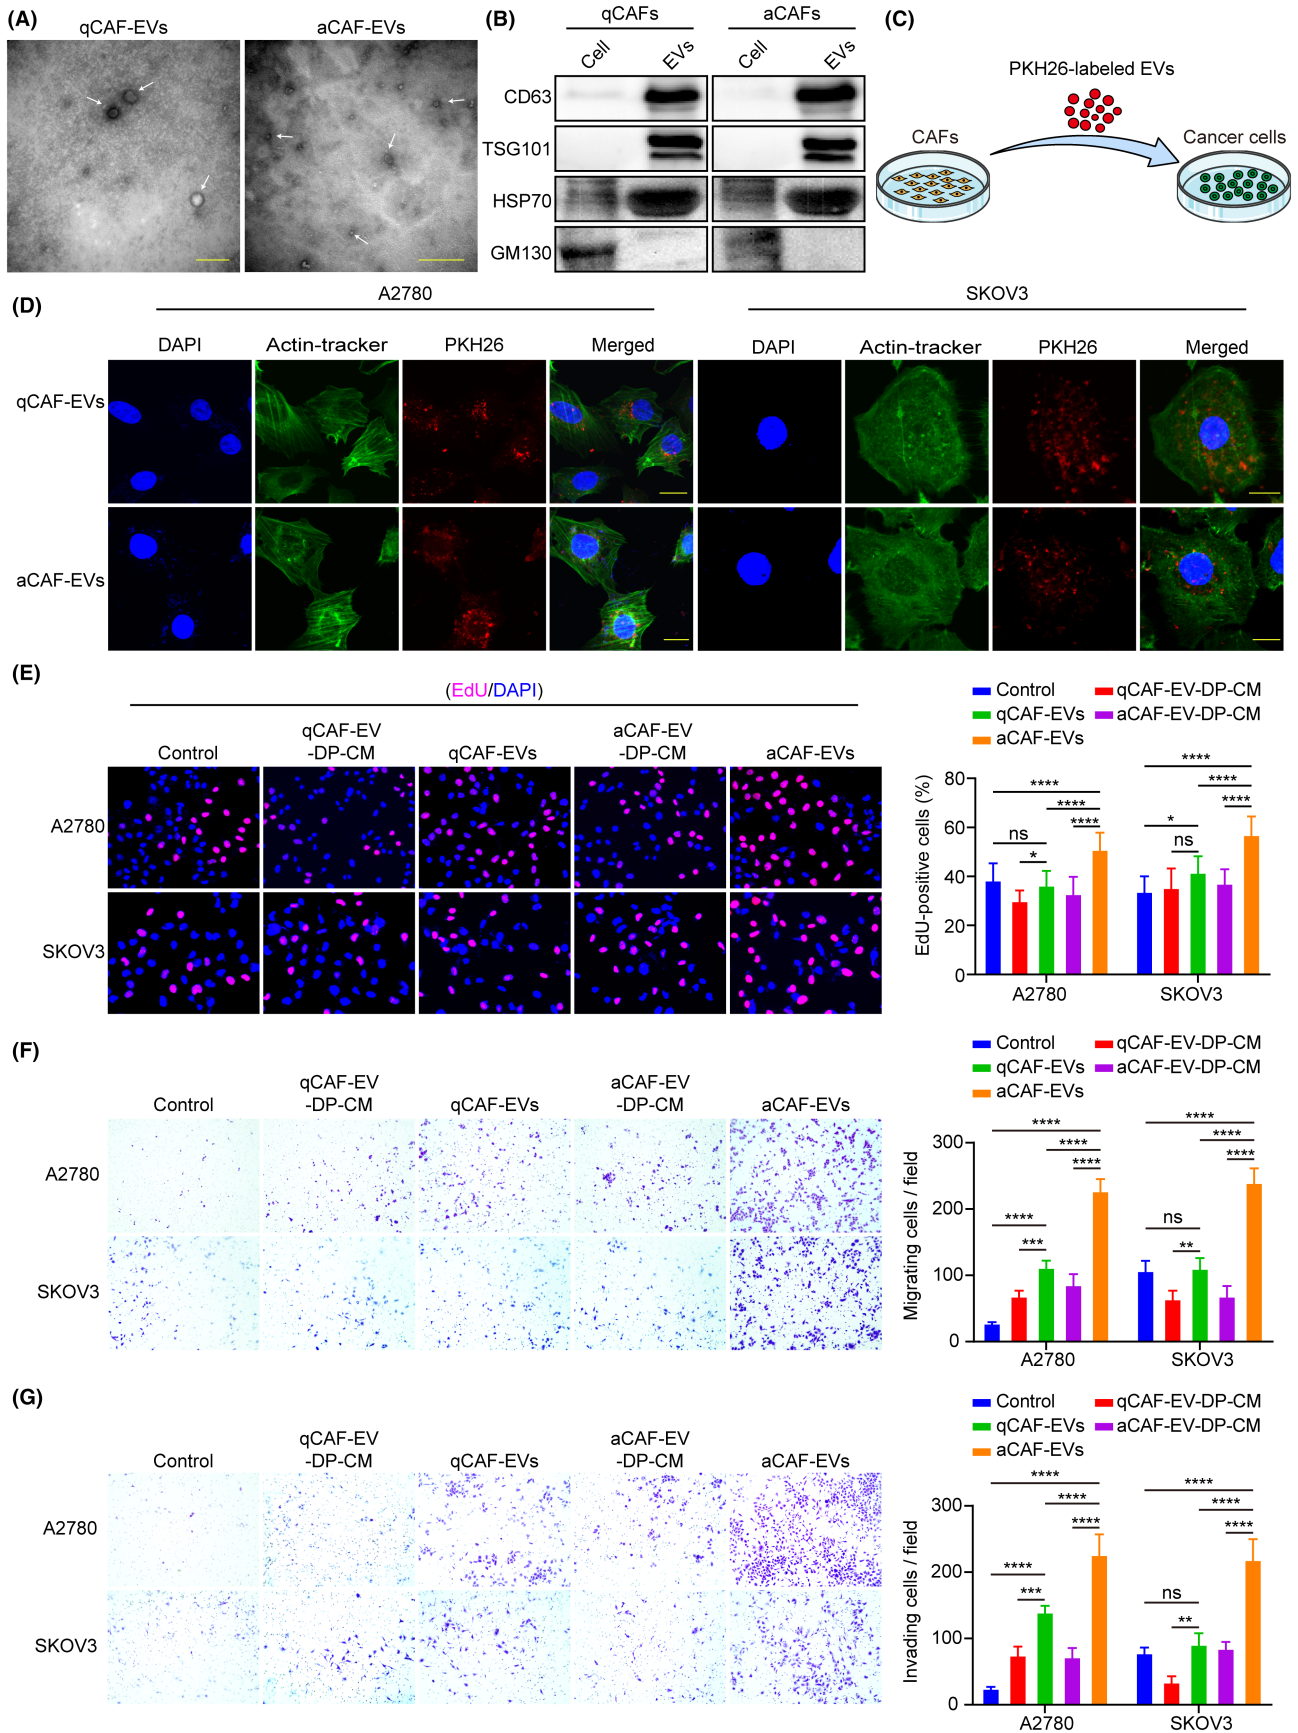 (A)
qCAF-EVs
aCAF-EVs
(B)
qCAFs
aCAFs
Cell
EVs
Cell
EVs
CD63
TSG101
HSP70
GM130
(C)
PKH26-labeled EVs
CAFs
Cancer cells
(D)
A2780
SKOV3
DAPI
Actin-tracker
PKH26
Merged
DAPI
Actin-tracker
PKH26
Merged
qCAF-EVs
aCAF-EVs
(E)
(EdU/DAPI)
Control
qCAF-EV
-DP-CM
qCAF-EVs
aCAF-EV
-DP-CM
aCAF-EVs
A2780
SKOV3
Control
qCAF-EV-DP-CM
qCAF-EVs
aCAF-EV-DP-CM
aCAF-EVs
EdU-positive cells (%)
80
60
40
20
0
****
****
****
ns
*
****
****
****
*
ns
A2780
SKOV3
(F)
Control
qCAF-EV
-DP-CM
qCAF-EVs
aCAF-EV
-DP-CM
aCAF-EVs
A2780
SKOV3
Control
qCAF-EV-DP-CM
qCAF-EVs
aCAF-EV-DP-CM
aCAF-EVs
Migrating cells / field
300
200
100
0
****
****
****
****
***
****
****
****
ns
**
A2780
SKOV3
(G)
Control
qCAF-EV
-DP-CM
qCAF-EVs
aCAF-EV
-DP-CM
aCAF-EVs
A2780
SKOV3
Control
qCAF-EV-DP-CM
qCAF-EVs
aCAF-EV-DP-CM
aCAF-EVs
Invading cells / field
300
200
100
0
****
****
****
****
***
****
****
****
ns
**
A2780
SKOV3